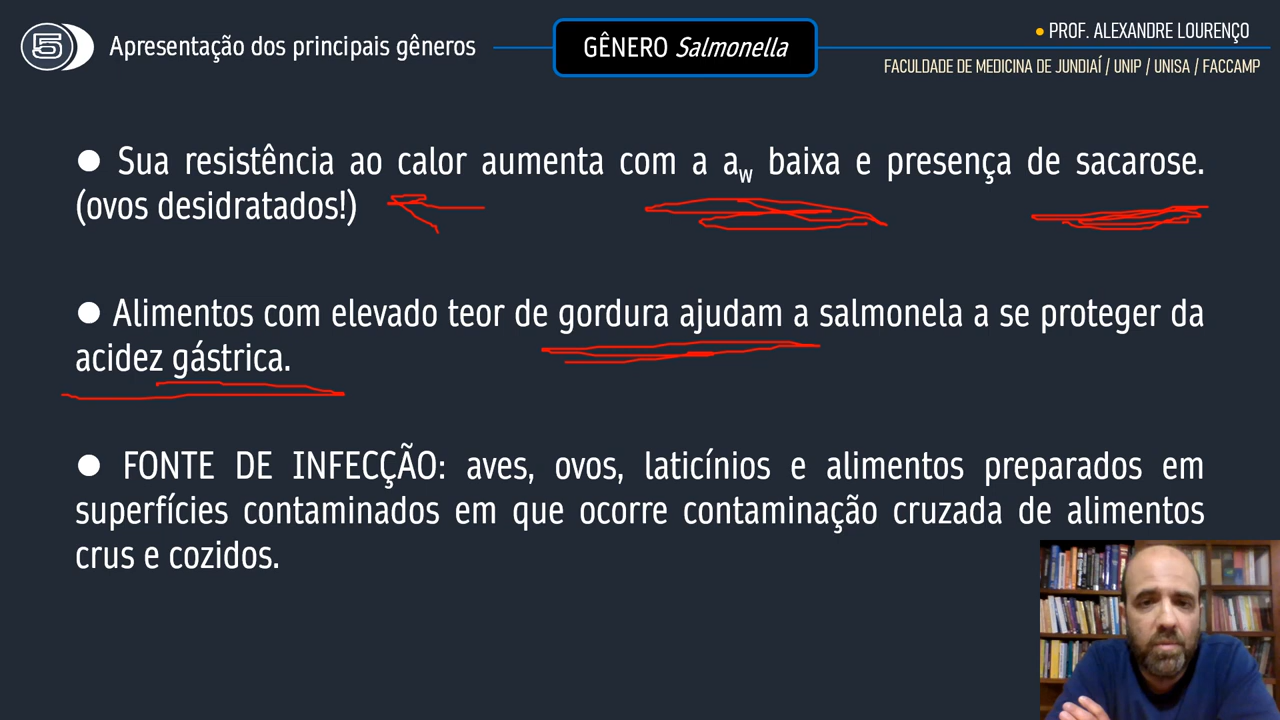 5 Apresentação dos principais gêneros
GÊNERO Salmonella
● PROF. ALEXANDRE LOURENÇO
FACULDADE DE MEDICINA DE JUNDIAÍ / UNIP / UNISA / FACCAMP
● Sua resistência ao calor aumenta com a aw baixa e presença de sacarose.
(ovos desidratados!)
● Alimentos com elevado teor de gordura ajudam a salmonela a se proteger da
acidez gástrica.
● FONTE DE INFECÇÃO: aves, ovos, laticínios e alimentos preparados em
superfícies contaminados em que ocorre contaminação cruzada de alimentos
crus e cozidos.